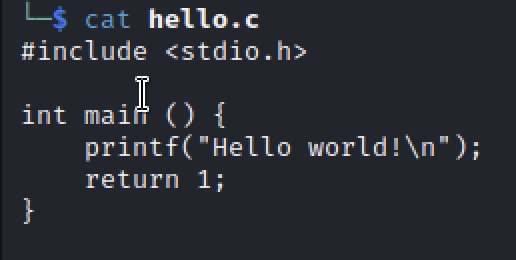 └─$ cat hello.c
#include <stdio.h>

int main () {
    printf("Hello world!\n");
    return 1;
}